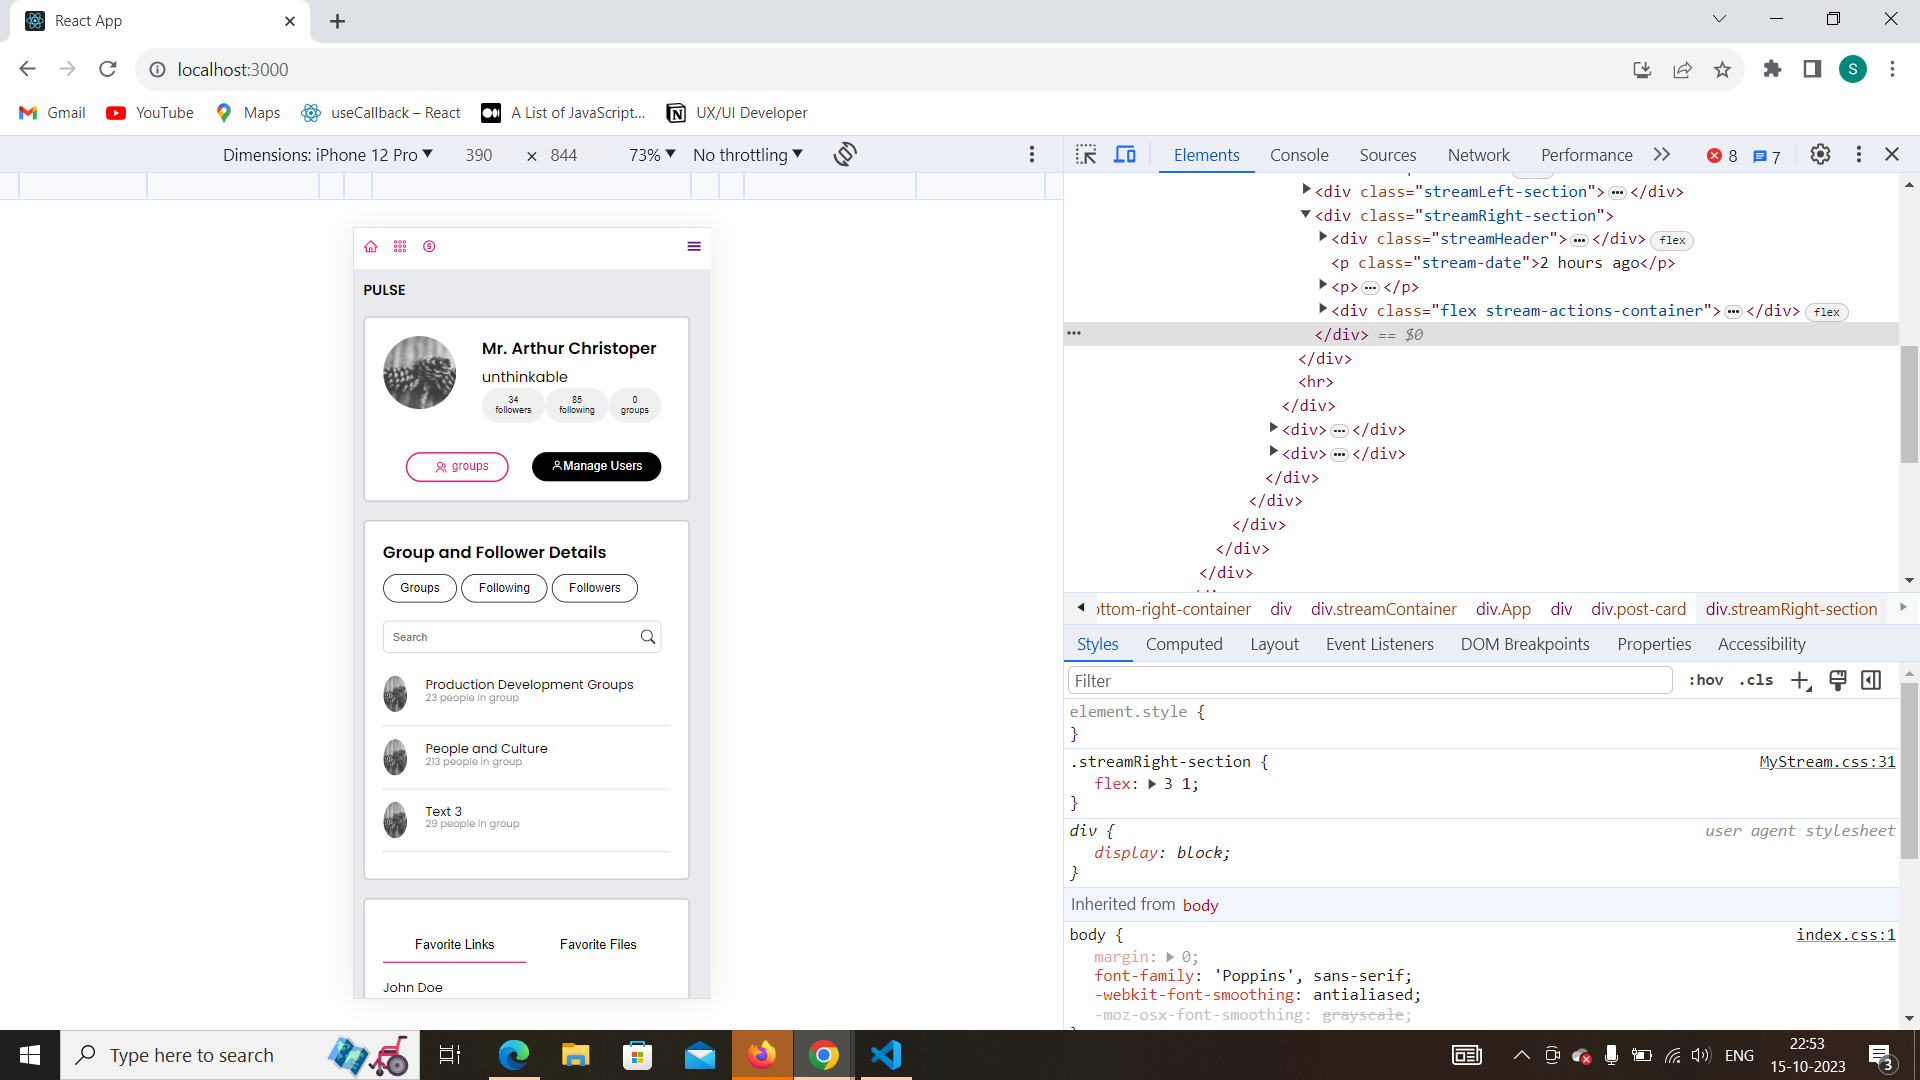 React App
localhost:3000
Gmail YouTube Maps useCallback – React A List of JavaScript... UX/UI Developer
Dimensions: iPhone 12 Pro 390 × 844 73% No throttling
PULSE
Mr. Arthur Christoper
unthinkable
34 followers
85 following
0 groups
groups Manage Users
Group and Follower Details
Groups Following Followers
Search
Production Development Groups
23 people in group
People and Culture
213 people in group
Text 3
29 people in group
Favorite Links Favorite Files
John Doe
Elements Console Sources Network Performance 8 7
<div class="streamLeft-section">…</div>
<div class="streamRight-section">
<div class="streamHeader">…</div> flex
<p class="stream-date">2 hours ago</p>
<p>…</p>
<div class="flex stream-actions-container">…</div> flex
</div> == $0
</div>
<hr>
</div>
<div>…</div>
<div>…</div>
</div>
</div>
</div>
</div>
</div>
ottom-right-container div div.streamContainer div.App div div.post-card div.streamRight-section
Styles Computed Layout Event Listeners DOM Breakpoints Properties Accessibility
Filter :hov .cls
element.style {
}
.streamRight-section { MyStream.css:31
flex: 3 1;
}
div { user agent stylesheet
display: block;
}
Inherited from body
body { index.css:1
margin: 0;
font-family: 'Poppins', sans-serif;
-webkit-font-smoothing: antialiased;
-moz-osx-font-smoothing: grayscale;
Type here to search
ENG
22:53
15-10-2023
3
S